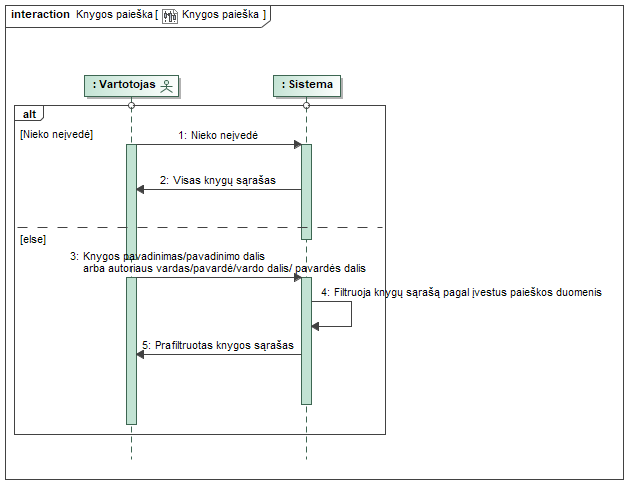 interaction Knygos paieška [ Knygos paieška ]
: Vartotojas
: Sistema
alt
[Nieko neįvedė]
1: Nieko neįvedė
2: Visas knygų sąrašas
[else]
3: Knygos pavadinimas/pavadinimo dalis
arba autoriaus vardas/pavardė/vardo dalis/ pavardės dalis
4: Filtruoja knygų sąrašą pagal įvestus paieškos duomenis
5: Prafiltruotas knygos sąrašas